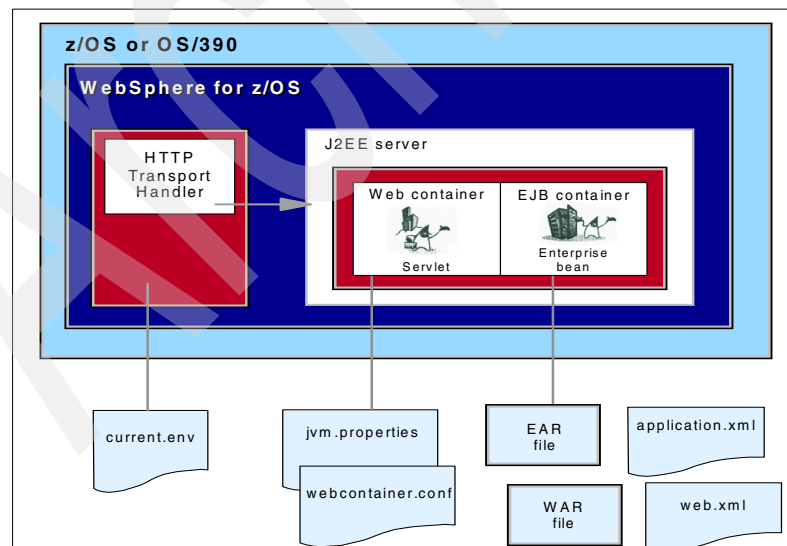 z/OS or OS/390
WebSphere for z/OS
HTTP
Transport
Handler
J2EE server
Web container
Servlet
EJB container
Enterprise
bean
current.env
jvm.properties
webcontainer.conf
EAR
file
WAR
file
application.xml
web.xml